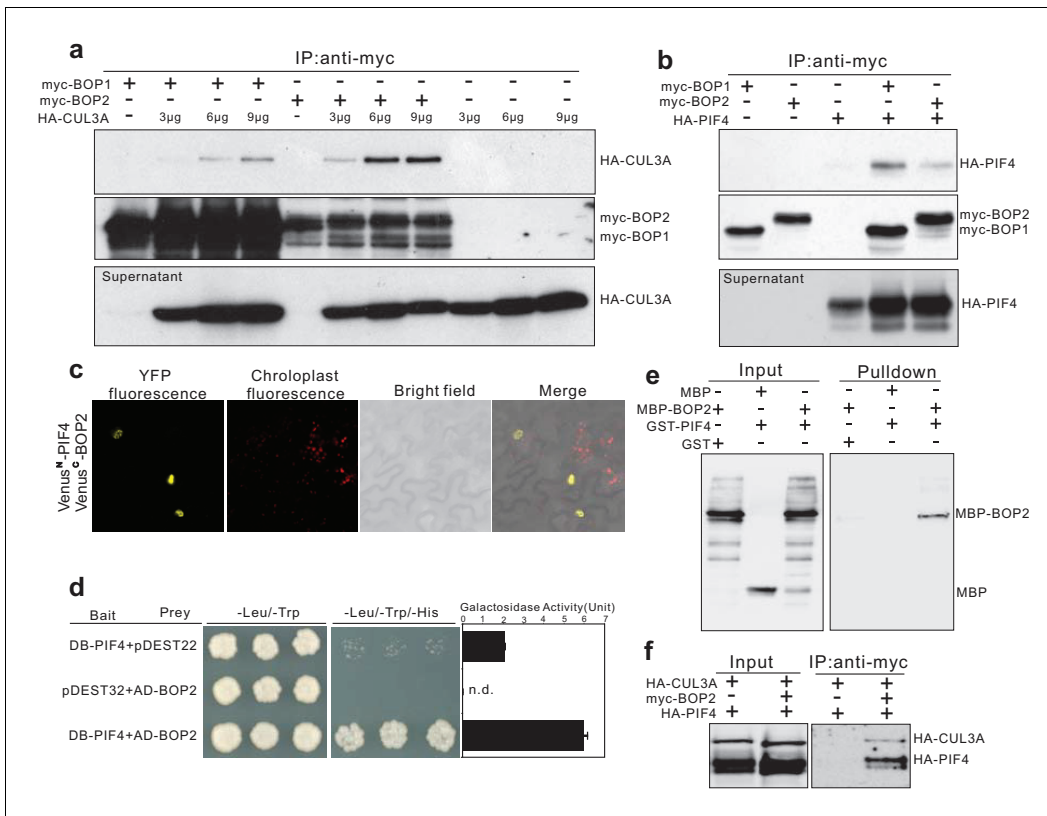 a
IP:anti-myc
myc-BOP1 + + + + - - - - - - -
myc-BOP2 - - - - + + + + - - -
HA-CUL3A - 3µg 6µg 9µg - 3µg 6µg 9µg 3µg 6µg 9µg
HA-CUL3A
myc-BOP2
myc-BOP1
Supernatant
HA-CUL3A
b
IP:anti-myc
myc-BOP1 + - - + -
myc-BOP2 - + - - +
HA-PIF4 - - + + +
HA-PIF4
myc-BOP2
myc-BOP1
Supernatant
HA-PIF4
c
YFP fluorescence
Chroloplast fluorescence
Bright field
Merge
Venusᴺ-PIF4
Venusᶜ-BOP2
d
Bait Prey -Leu/-Trp -Leu/-Trp/-His Galactosidase Activity(Unit)
0 1 2 3 4 5 6 7
DB-PIF4+pDEST22
pDEST32+AD-BOP2 n.d.
DB-PIF4+AD-BOP2
e
Input Pulldown
MBP - + - - + -
MBP-BOP2 + - + + - +
GST-PIF4 - + + - + +
GST + - - + - -
MBP-BOP2
MBP
f
Input IP:anti-myc
HA-CUL3A + + + +
myc-BOP2 - + - +
HA-PIF4 + + + +
HA-CUL3A
HA-PIF4